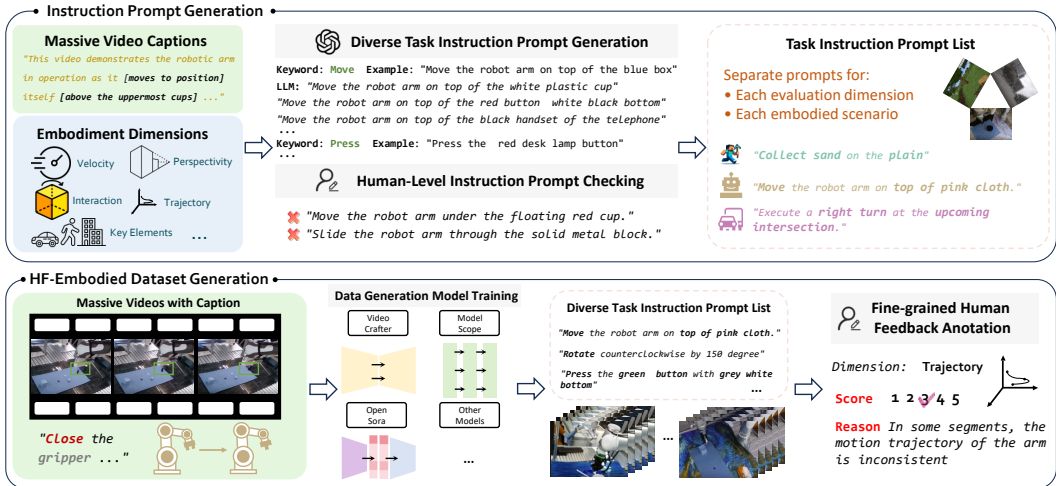 Instruction Prompt Generation
Massive Video Captions
"This video demonstrates the robotic arm
in operation as it [moves to position]
itself [above the uppermost cups] ..."
Embodiment Dimensions
Velocity
Perspectivity
Interaction
Trajectory
Key Elements
...
Diverse Task Instruction Prompt Generation
Keyword: Move Example: "Move the robot arm on top of the blue box"
LLM: "Move the robot arm on top of the white plastic cup"
"Move the robot arm on top of the red button white black bottom"
"Move the robot arm on top of the black handset of the telephone"
...
Keyword: Press Example: "Press the red desk lamp button"
...
Human-Level Instruction Prompt Checking
"Move the robot arm under the floating red cup."
"Slide the robot arm through the solid metal block."
Task Instruction Prompt List
Separate prompts for:
• Each evaluation dimension
• Each embodied scenario
"Collect sand on the plain"
"Move the robot arm on top of pink cloth."
"Execute a right turn at the upcoming
intersection."
HF-Embodied Dataset Generation
Massive Videos with Caption
"Close the
gripper ..."
Data Generation Model Training
Video
Crafter
Model
Scope
Open
Sora
Other
Models
...
Diverse Task Instruction Prompt List
"Move the robot arm on top of pink cloth."
"Rotate counterclockwise by 150 degree"
"Press the green button with grey white
bottom"
...
...
Fine-grained Human
Feedback Anotation
Dimension: Trajectory
Score 1 2 3 4 5
Reason In some segments, the
motion trajectory of the arm
is inconsistent